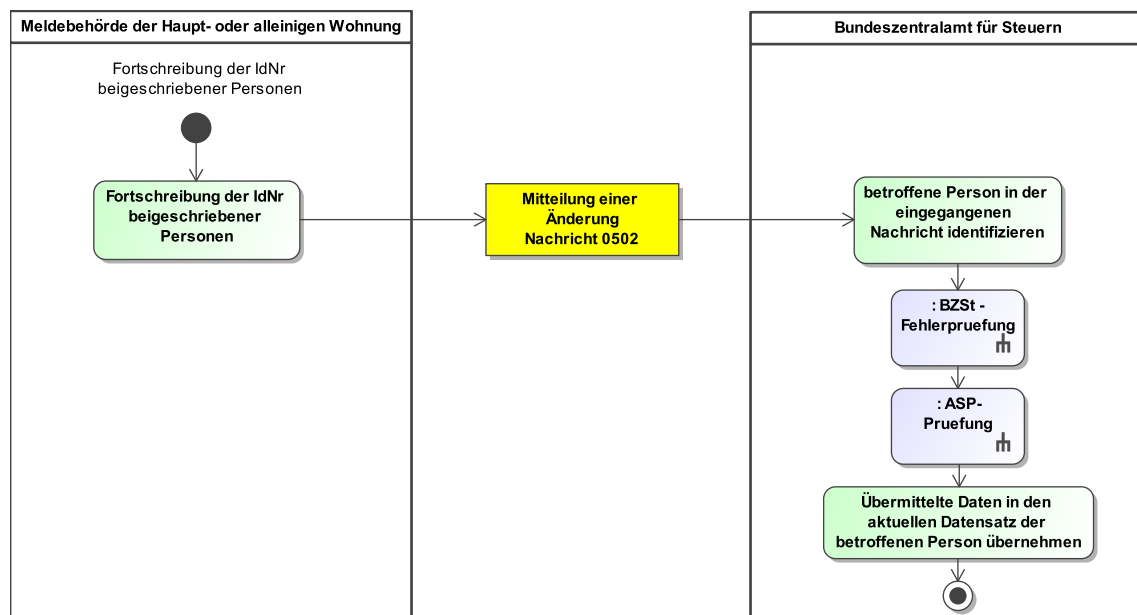 Meldebehörde der Haupt- oder alleinigen Wohnung
Fortschreibung der IdNr
beigeschriebener Personen
Fortschreibung der IdNr
beigeschriebener
Personen
Mitteilung einer
Änderung
Nachricht 0502
Bundeszentralamt für Steuern
betroffene Person in der
eingegangenen
Nachricht identifizieren
: BZSt -
Fehlerpruefung
: ASP-
Pruefung
Übermittelte Daten in den
aktuellen Datensatz der
betroffenen Person übernehmen